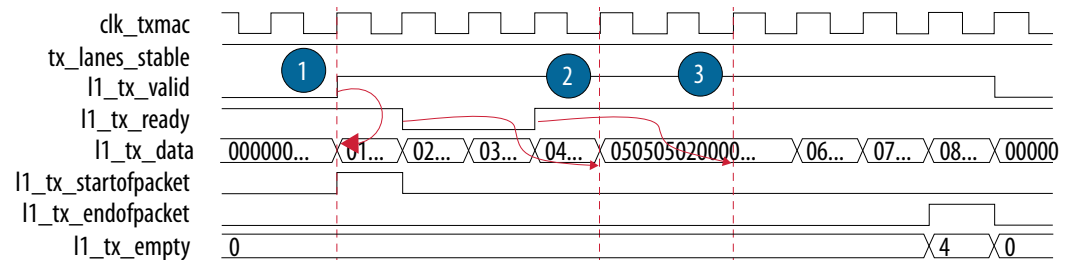 clk_txmac
tx_lanes_stable
1 2 3
l1_tx_valid
l1_tx_ready
l1_tx_data 000000... 01... 02... 03... 04... 050505020000... 06... 07... 08... 00000
l1_tx_startofpacket
l1_tx_endofpacket
l1_tx_empty 0 4 0